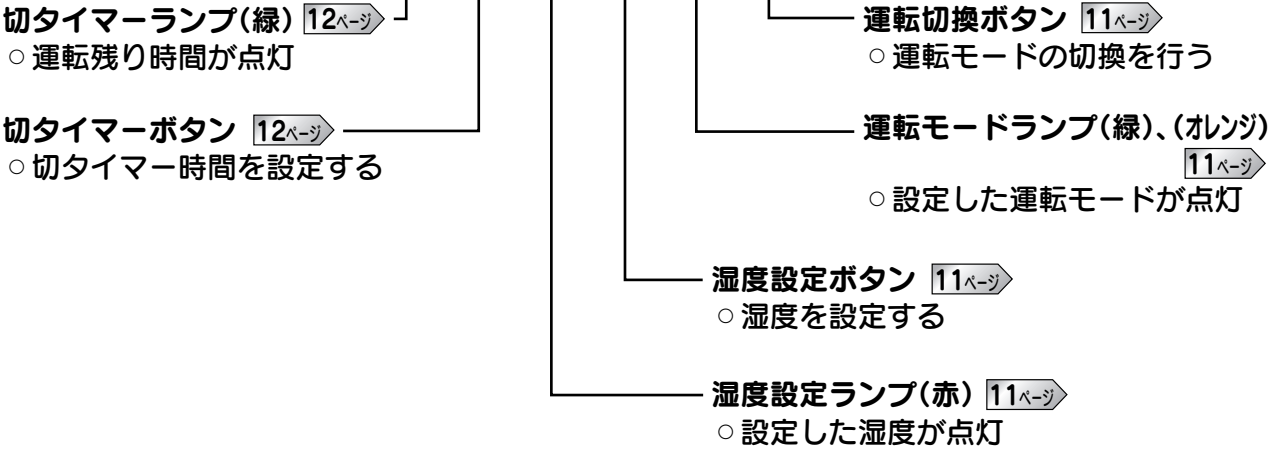 切タイマーランプ(緑) 12ページ
○運転残り時間が点灯
切タイマーボタン 12ページ
○切タイマー時間を設定する
運転切換ボタン 11ページ
○運転モードの切換を行う
運転モードランプ(緑)、(オレンジ)
11ページ
○設定した運転モードが点灯
湿度設定ボタン 11ページ
○湿度を設定する
湿度設定ランプ(赤) 11ページ
○設定した湿度が点灯